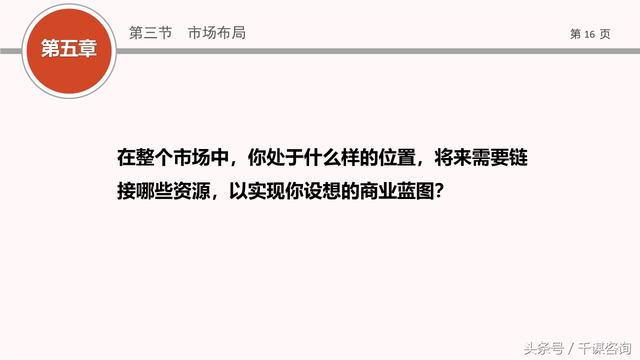 第五章
第三节 市场布局
第 16 页
在整个市场中，你处于什么样的位置，将来需要链
接哪些资源，以实现你设想的商业蓝图？
头条号 / 千谋咨询